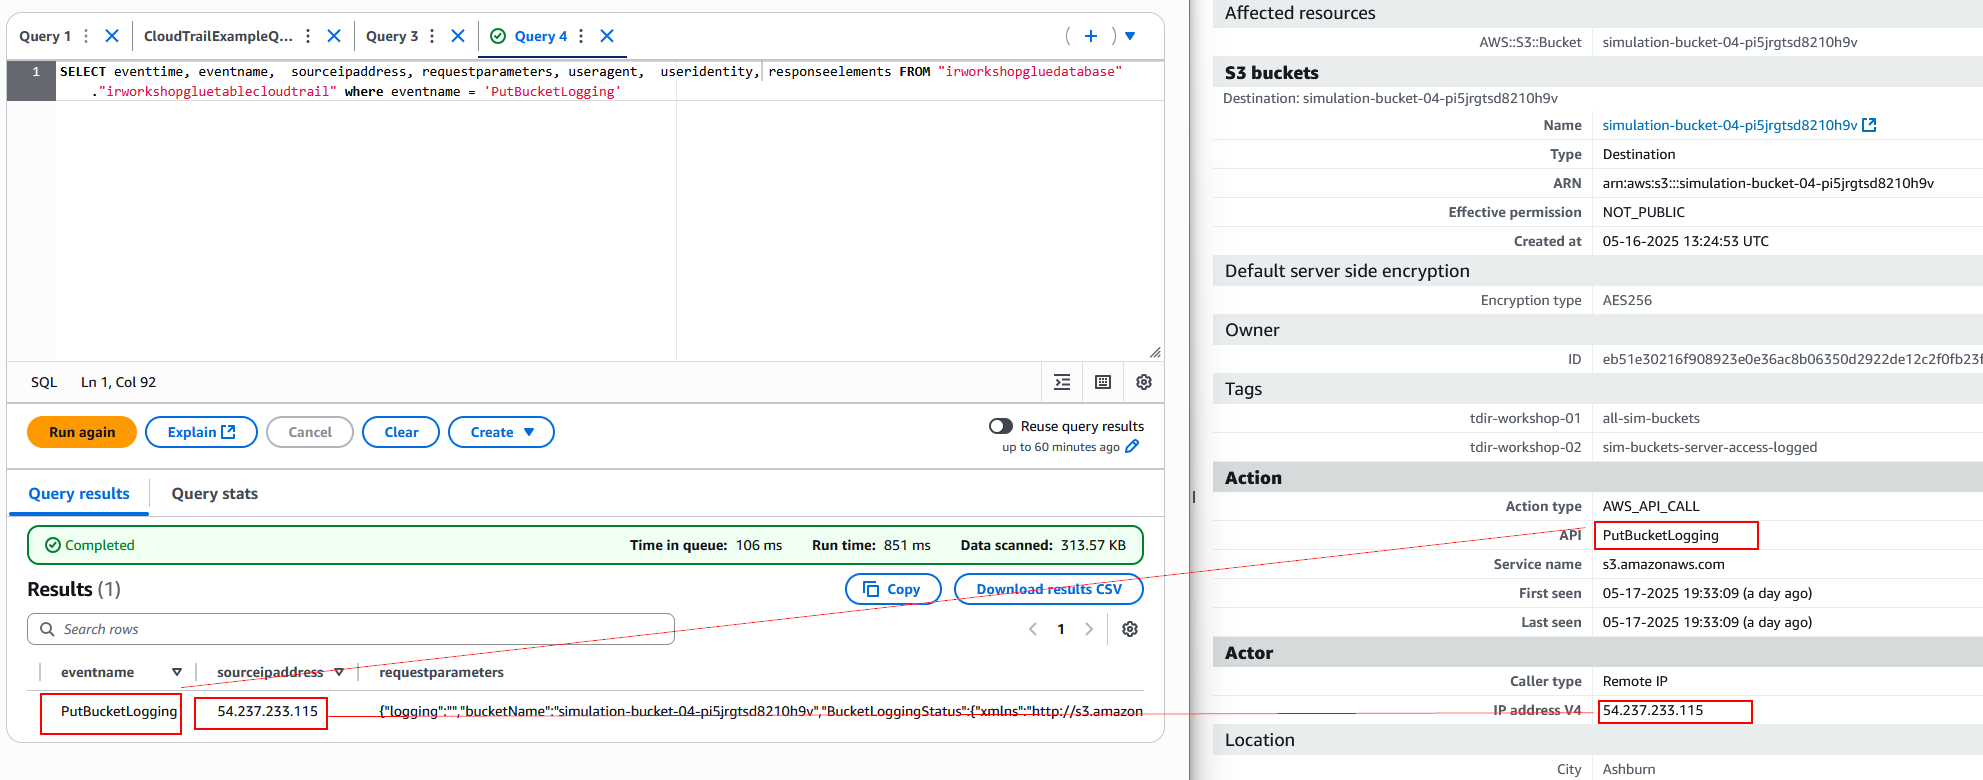 Query 1
CloudTrailExampleQ...
Query 3
Query 4
1
SELECT eventtime, eventname,  sourceipaddress, requestparameters, useragent,  useridentity, responseelements FROM "irworkshopgluedatabase"
."irworkshopgluetablecloudtrail" where eventname = 'PutBucketLogging'
SQL
Ln 1, Col 92
Run again
Explain
Cancel
Clear
Create
Reuse query results
up to 60 minutes ago
Query results
Query stats
Completed
Time in queue: 106 ms
Run time: 851 ms
Data scanned: 313.57 KB
Results (1)
Copy
Download results CSV
Search rows
1
eventname
sourceipaddress
requestparameters
PutBucketLogging
54.237.233.115
{"logging":"","bucketName":"simulation-bucket-04-pi5jrgtsd8210h9v","BucketLoggingStatus":{"xmlns":"http://s3.amazon
Affected resources
AWS::S3::Bucket
simulation-bucket-04-pi5jrgtsd8210h9v
S3 buckets
Destination: simulation-bucket-04-pi5jrgtsd8210h9v
Name
simulation-bucket-04-pi5jrgtsd8210h9v
Type
Destination
ARN
arn:aws:s3:::simulation-bucket-04-pi5jrgtsd8210h9v
Effective permission
NOT_PUBLIC
Created at
05-16-2025 13:24:53 UTC
Default server side encryption
Encryption type
AES256
Owner
ID
eb51e30216f908923e0e36ac8b06350d2922de12c2f0fb23f
Tags
tdir-workshop-01
all-sim-buckets
tdir-workshop-02
sim-buckets-server-access-logged
Action
Action type
AWS_API_CALL
API
PutBucketLogging
Service name
s3.amazonaws.com
First seen
05-17-2025 19:33:09 (a day ago)
Last seen
05-17-2025 19:33:09 (a day ago)
Actor
Caller type
Remote IP
IP address V4
54.237.233.115
Location
City
Ashburn